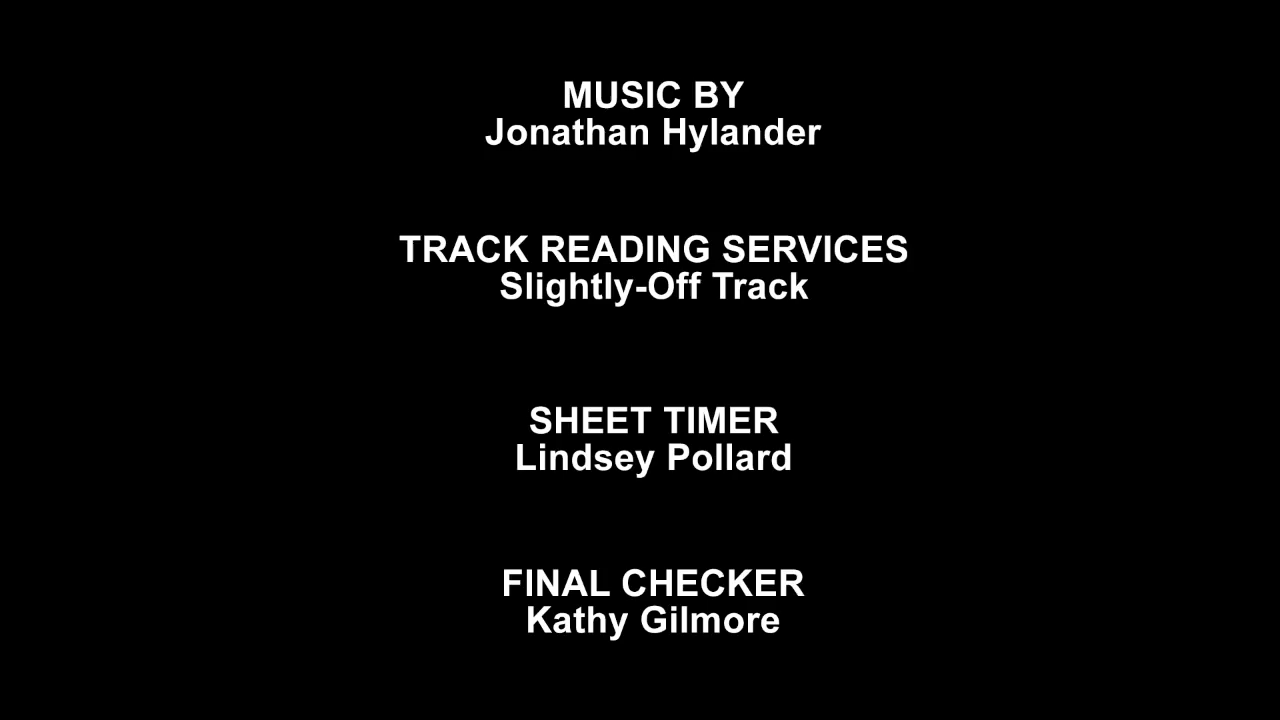 MUSIC BY
Jonathan Hylander
TRACK READING SERVICES
Slightly-Off Track
SHEET TIMER
Lindsey Pollard
FINAL CHECKER
Kathy Gilmore